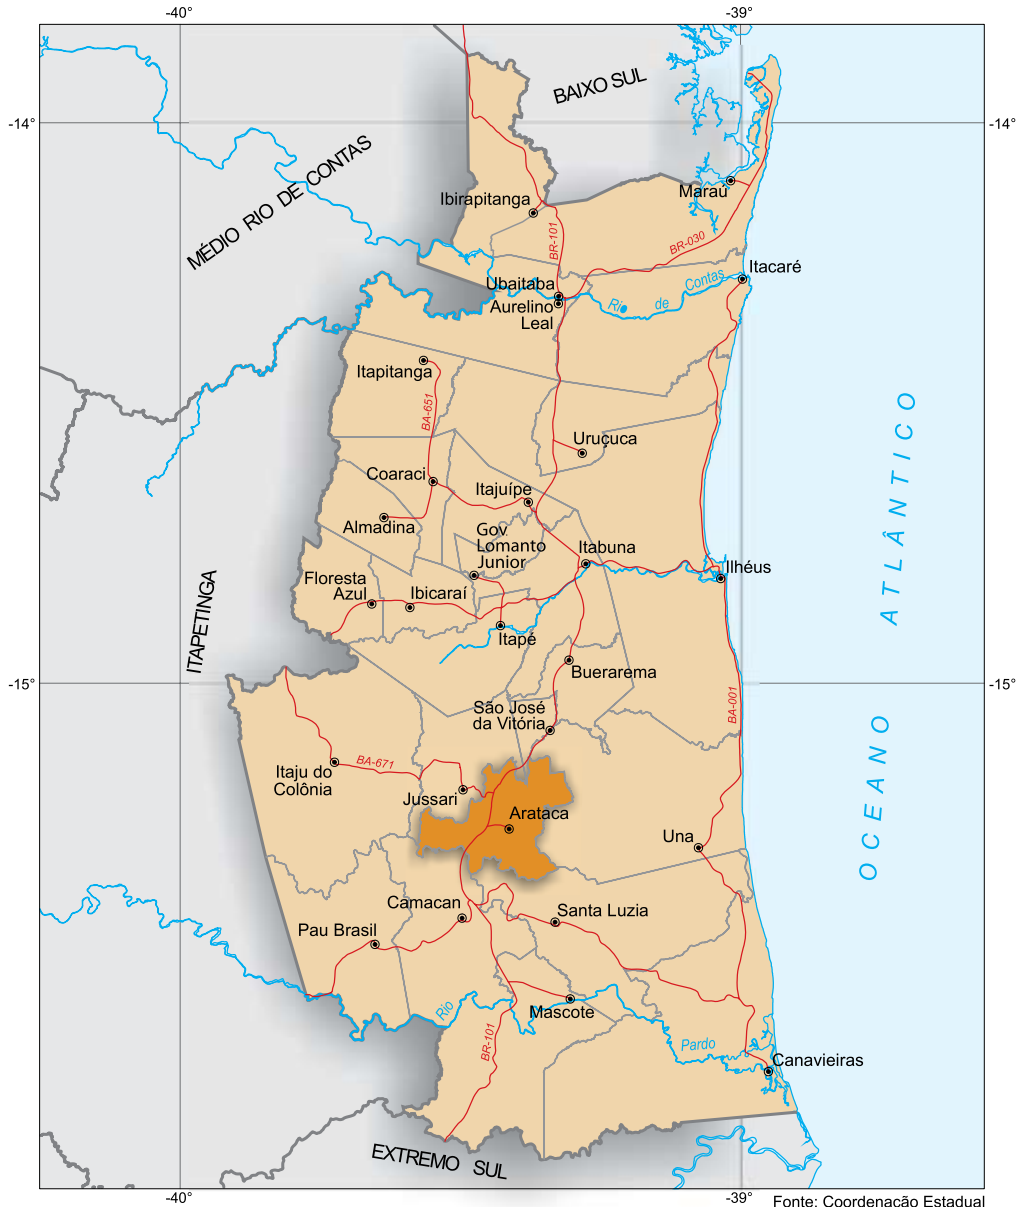 -40°
-39°
BAIXO SUL
-14°
-14°
MÉDIO RIO DE CONTAS
Maraú
Ibirapitanga
BR-101
BR-030
Itacaré
Ubaitaba
Contas
Rio de
Aurelino
Leal
Itapitanga
BA-651
Uruçuca
Coaraci
Itajuípe
Almadina
Gov.
Lomanto
Junior
Itabuna
Ilhéus
Floresta
Azul
Ibicaraí
Itapé
ITAPETINGA
Buerarema
-15°
-15°
BA-001
São José
da Vitória
OCEANO ATLÂNTICO
BA-671
Itaju do
Colônia
Jussari
Arataca
Una
Camacan
Santa Luzia
Pau Brasil
Rio
Mascote
BR-101
Pardo
Canavieiras
EXTREMO SUL
-40°
-39°
Fonte: Coordenação Estadual